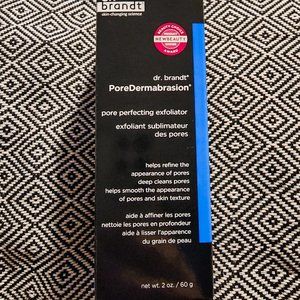 brandt
skin changing science
NEWBEAUTY
AWARD
dr. brandt®
PoreDermabrasion®
pore perfecting exfoliator
exfoliant sublimateur
des pores
helps refine the
appearance of pores
deep cleans pores
helps smooth the appearance
of pores and skin texture
aide à affiner les pores
nettoie les pores en profondeur
aide à lisser l'apparence
du grain de peau
net wt. 2 oz. / 60 g